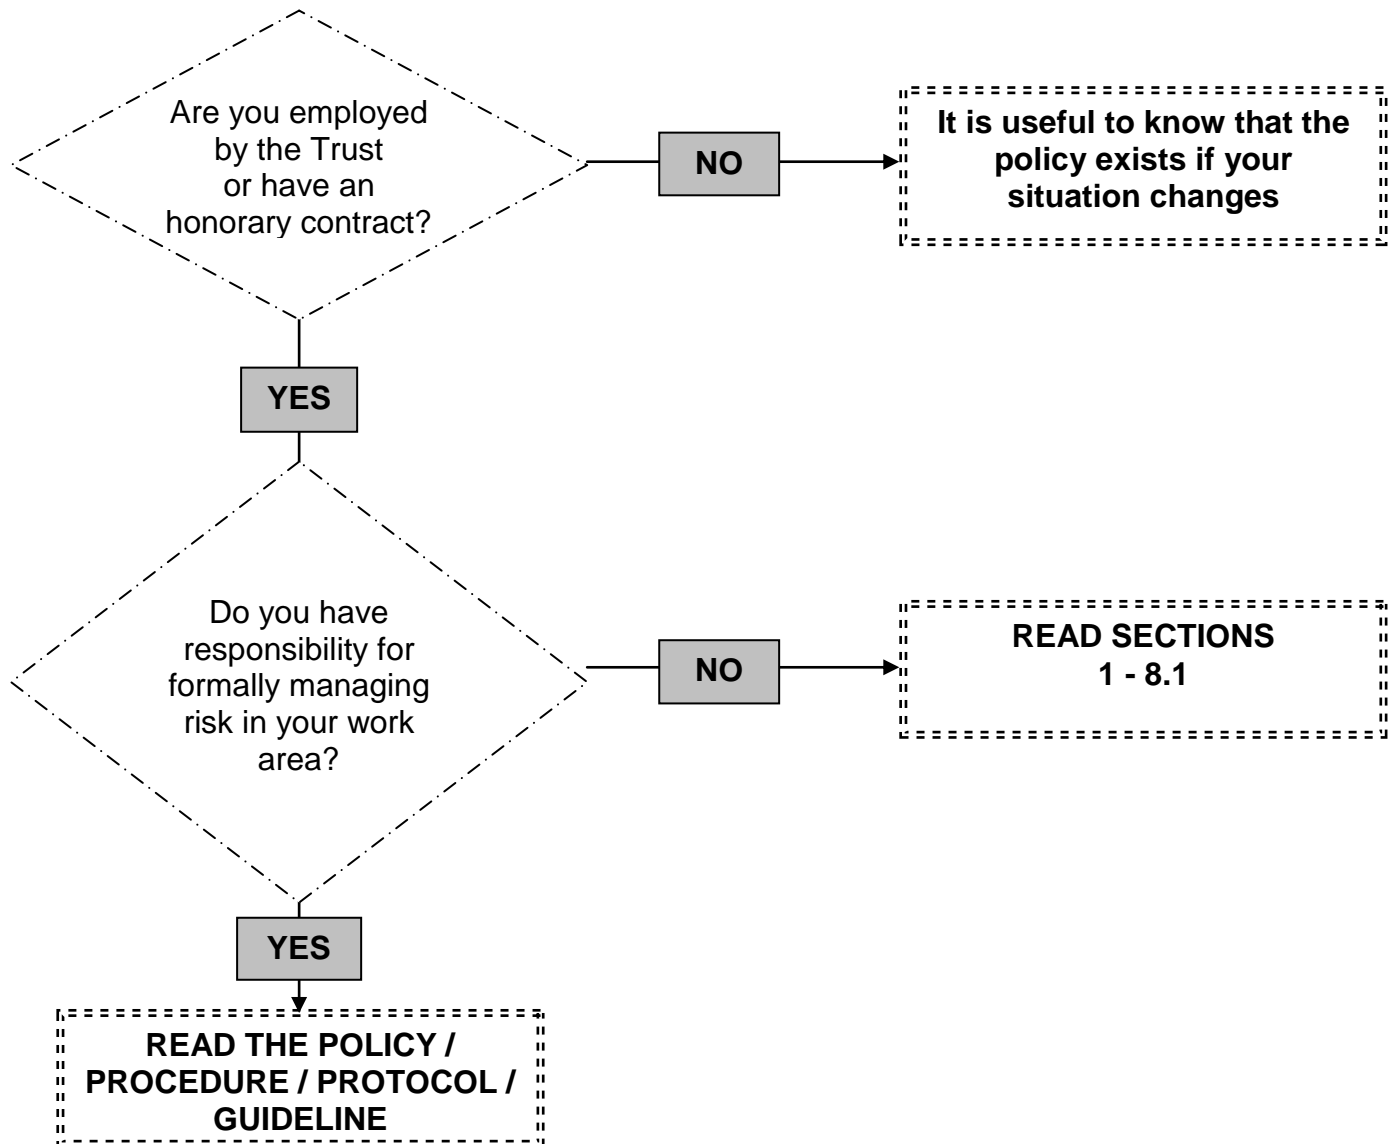 Are you employed
by the Trust
or have an
honorary contract?
NO
It is useful to know that the
policy exists if your
situation changes
YES
Do you have
responsibility for
formally managing
risk in your work
area?
NO
READ SECTIONS
1 - 8.1
YES
READ THE POLICY /
PROCEDURE / PROTOCOL /
GUIDELINE